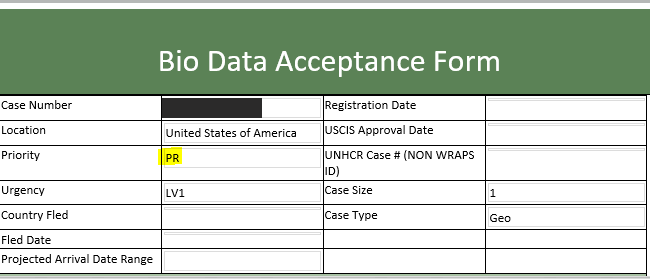 Bio Data Acceptance Form
Case Number
Registration Date
Location United States of America USCIS Approval Date
Priority PR UNHCR Case # (NON WRAPS
ID)
Urgency LV1 Case Size 1
Country Fled Case Type Geo
Fled Date
Projected Arrival Date Range